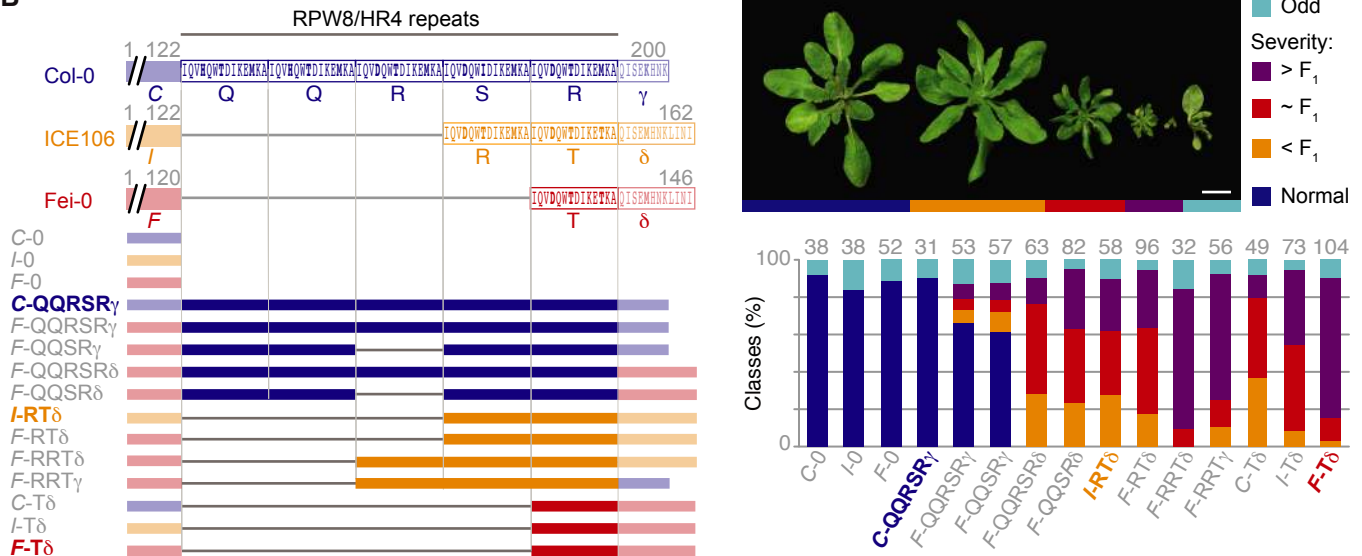 B
RPW8/HR4 repeats
1 122 200
Col-0 IQVHQWTDIKEMKA IQVHQWTDIKEMKA IQVDQWTDIKEMKA IQVDQWIDIKEMKA IQVDQWTDIKEMKA QISEKHNK
C Q Q R S R γ
1 122 162
ICE106 IQVDQWTDIKEMKA IQVDQWTDIKETKA QISEMHNKLINI
I R T δ
1 120 146
Fei-0 IQVDQWTDIKETKA QISEMHNKLINI
F T δ
C-0
I-0
F-0
C-QQRSRγ
F-QQRSRγ
F-QQSRγ
F-QQRSRδ
F-QQSRδ
I-RTδ
F-RTδ
F-RRTδ
F-RRTγ
C-Tδ
I-Tδ
F-Tδ
Odd
Severity:
> F1
~ F1
< F1
Normal
38 38 52 31 53 57 63 82 58 96 32 56 49 73 104
100
Classes (%)
0
C-0 I-0 F-0 C-QQRSRγ F-QQRSRγ F-QQSRγ F-QQRSRδ F-QQSRδ I-RTδ F-RTδ F-RRTδ F-RRTγ C-Tδ I-Tδ F-Tδ